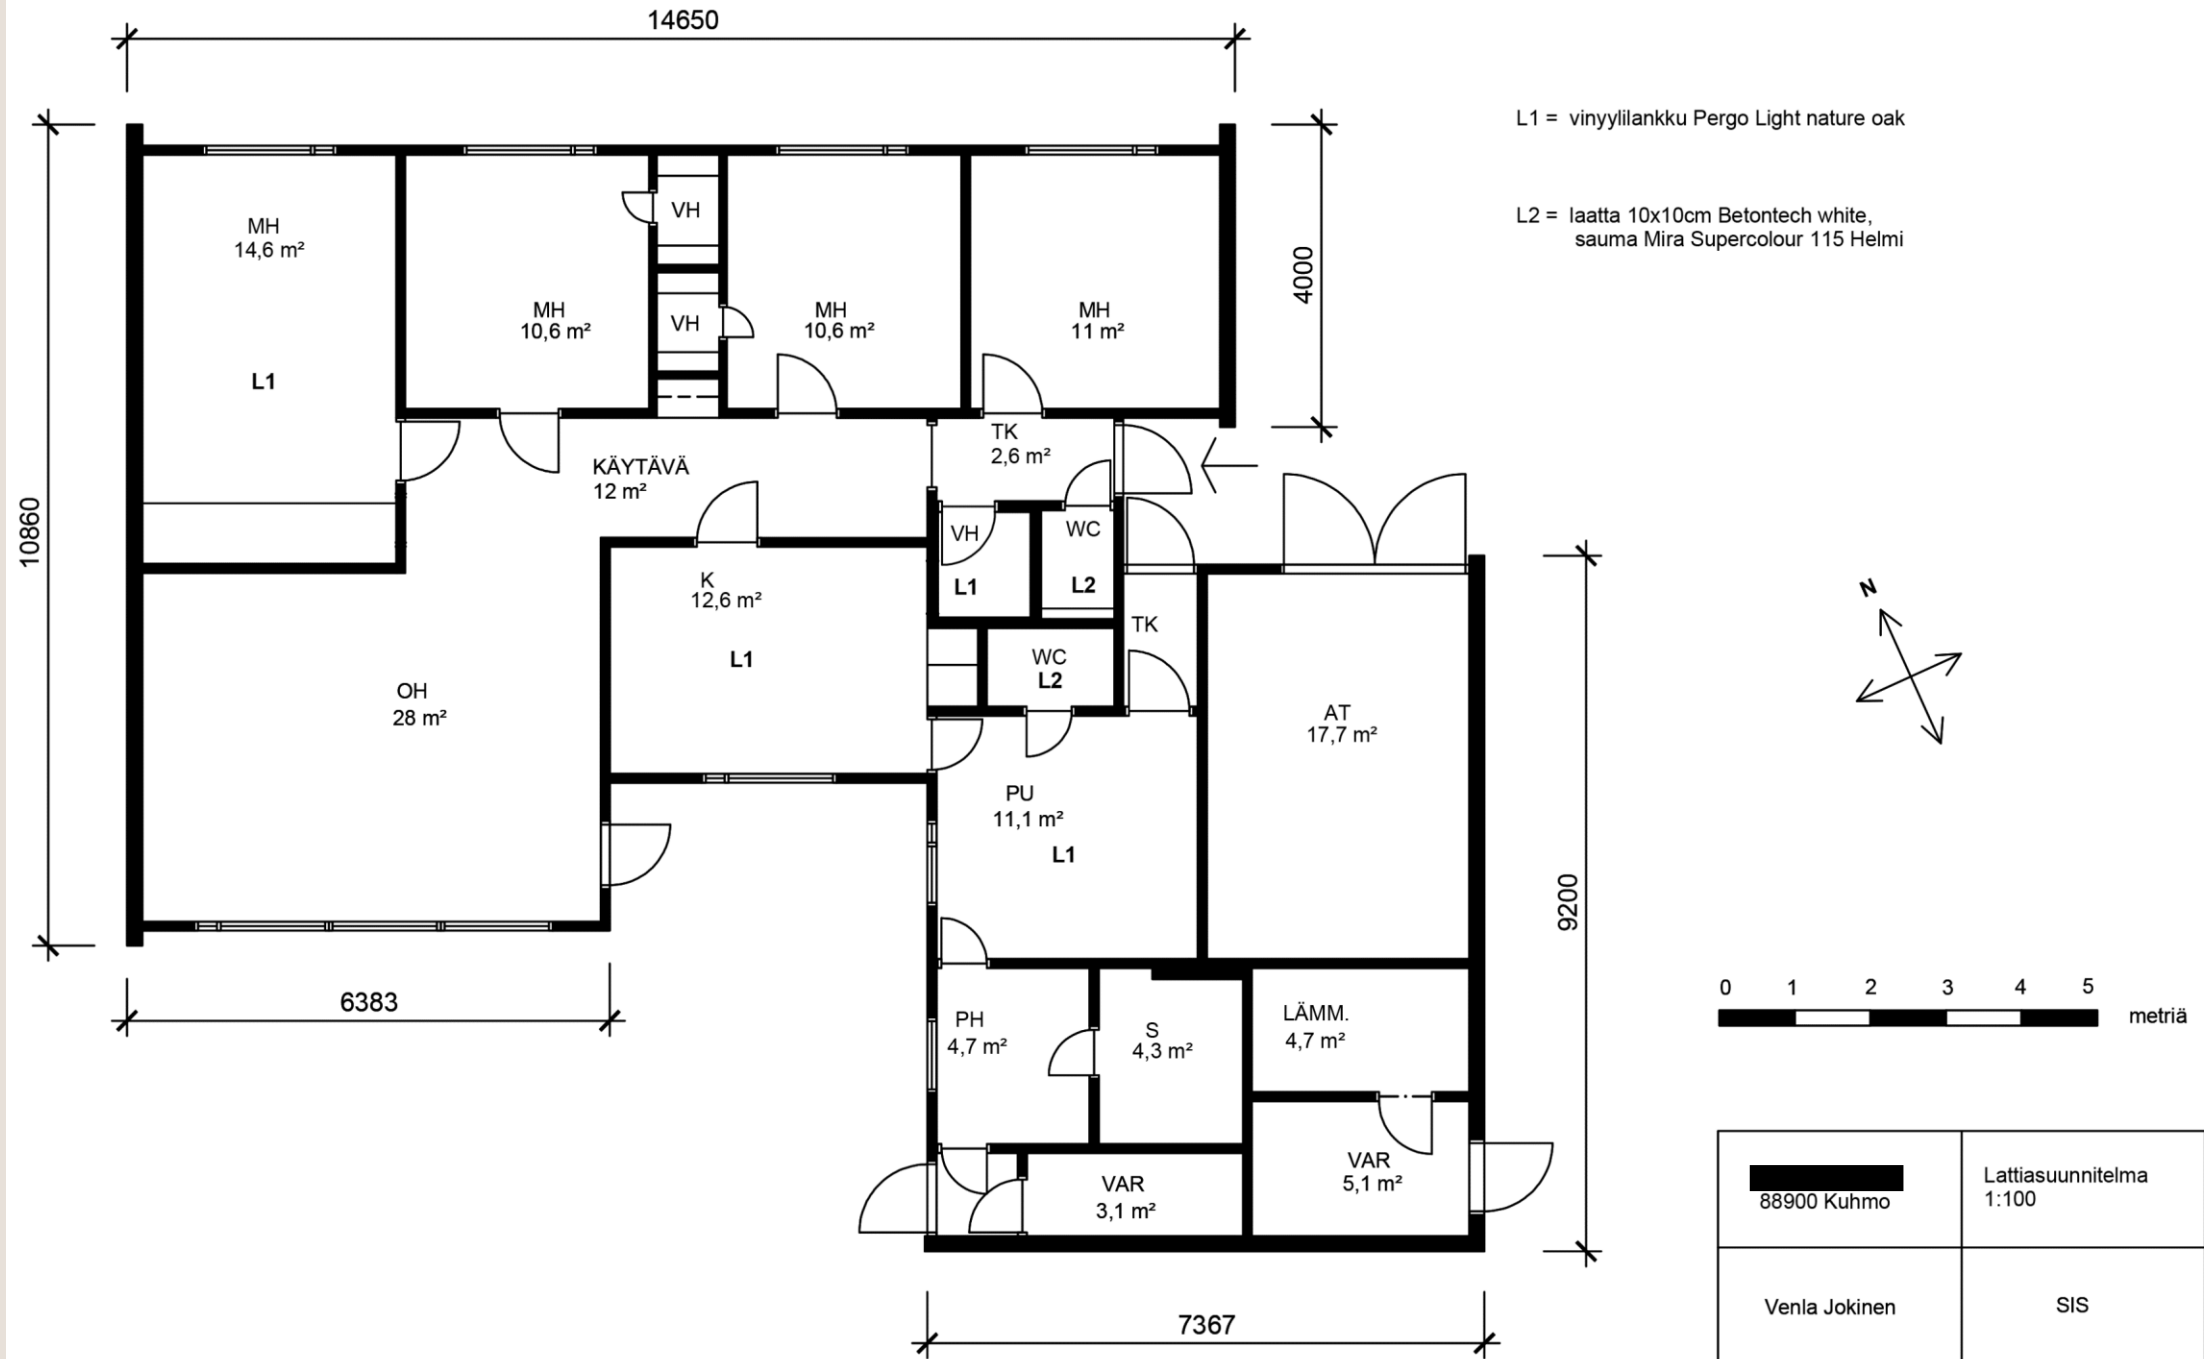 14650
L1 = vinyylilankku Pergo Light nature oak
L2 = laatta 10x10cm Betontech white,
sauma Mira Supercolour 115 Helmi
10860
4000
MH
14,6 m²
L1
MH
10,6 m²
VH
VH
MH
10,6 m²
MH
11 m²
KÄYTÄVÄ
12 m²
TK
2,6 m²
VH
L1
WC
L2
K
12,6 m²
L1
WC
L2
TK
OH
28 m²
AT
17,7 m²
PU
11,1 m²
L1
N
9200
6383
PH
4,7 m²
S
4,3 m²
LÄMM.
4,7 m²
VAR
3,1 m²
VAR
5,1 m²
7367
0 1 2 3 4 5
metriä
88900 Kuhmo
Lattiasuunnitelma
1:100
Venla Jokinen
SIS